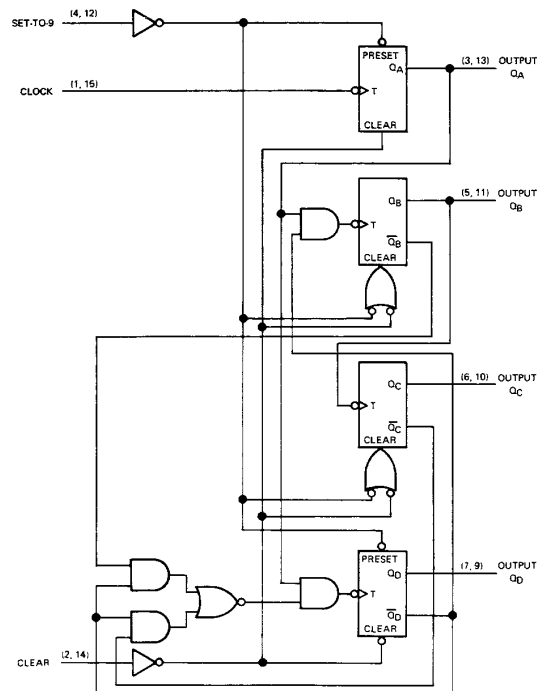 SET-TO-9 (4, 12)
PRESET
QA (3, 13) OUTPUT QA
CLOCK (1, 15)
T
CLEAR
QB (5, 11) OUTPUT QB
T
Q̅B
CLEAR
QC (6, 10) OUTPUT QC
T
Q̅C
CLEAR
PRESET
QD (7, 9) OUTPUT QD
T
Q̅D
CLEAR
CLEAR (2, 14)